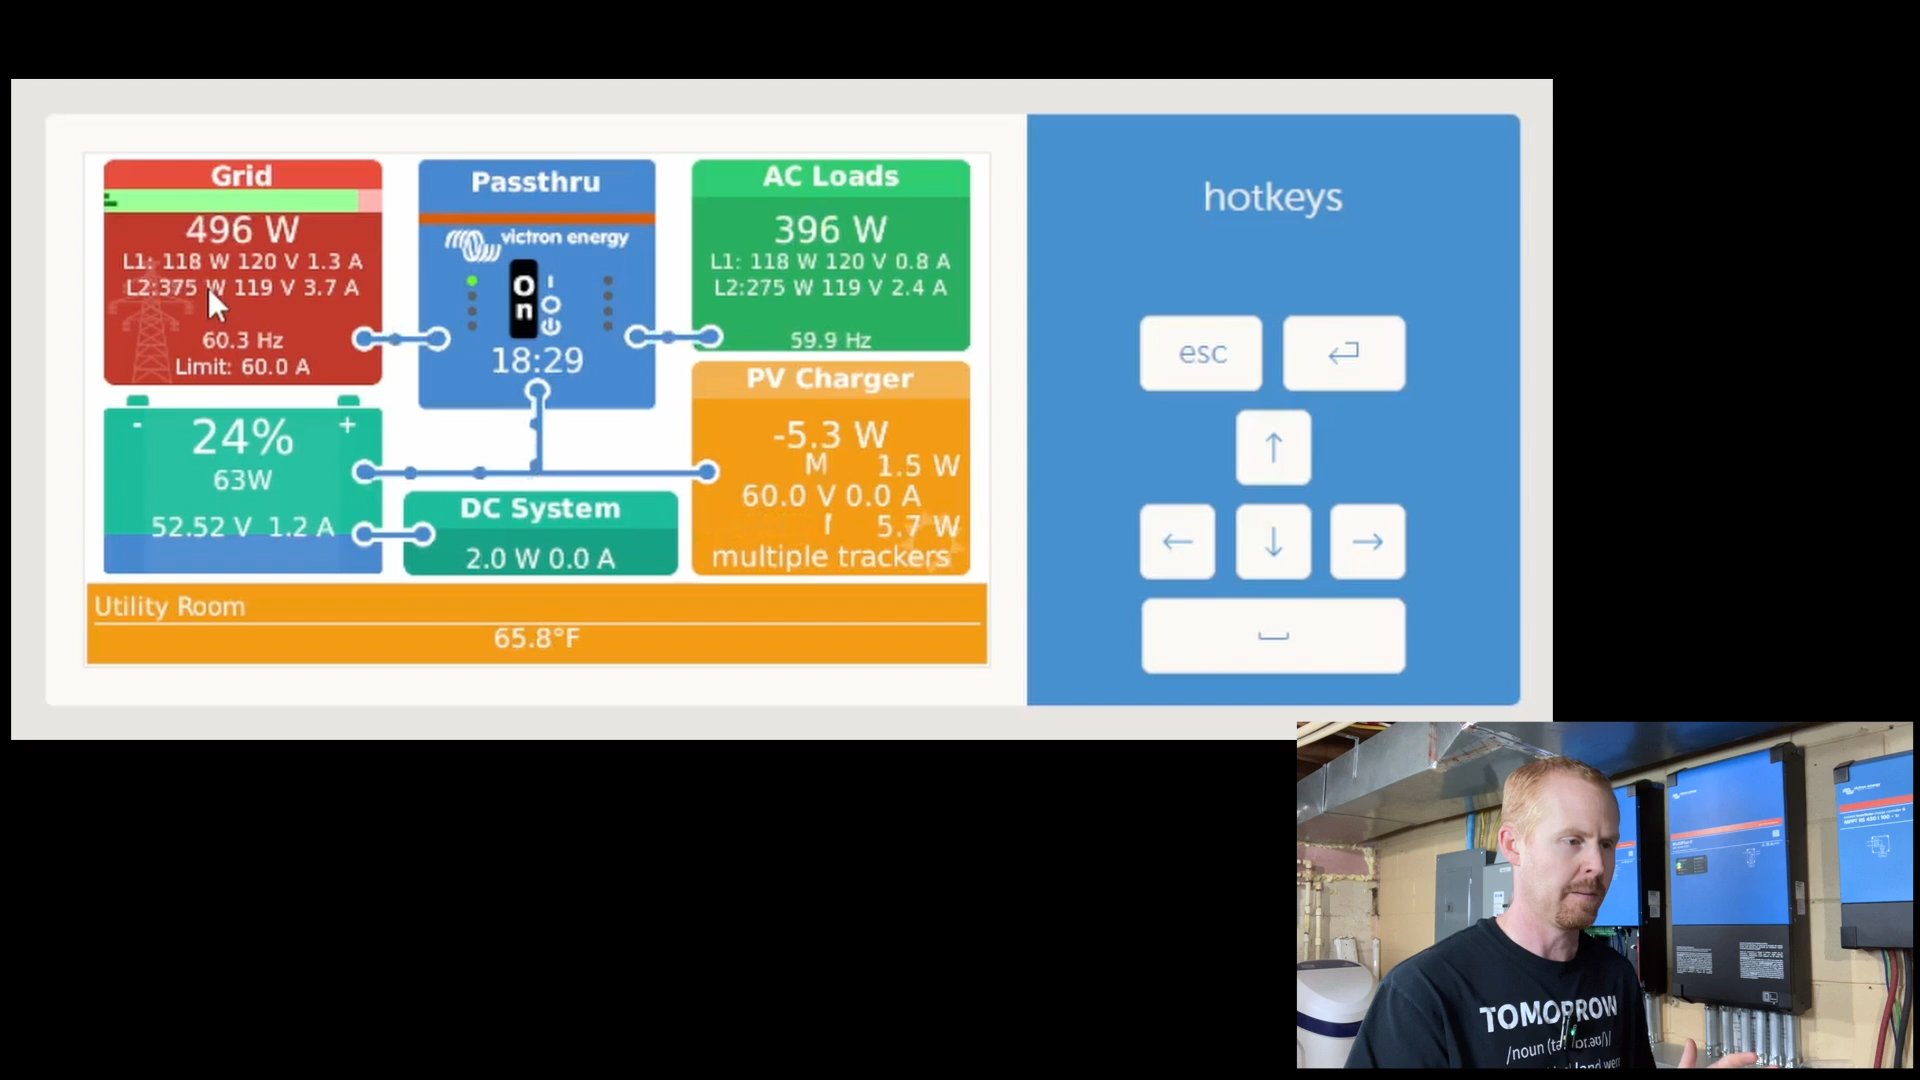 Grid
496 W
L1: 118 W 120 V 1.3 A
L2:375 W 119 V 3.7 A
60.3 Hz
Limit: 60.0 A
Passthru
victron energy
On
18:29
AC Loads
396 W
L1: 118 W 120 V 0.8 A
L2:275 W 119 V 2.4 A
59.9 Hz
- +
24%
63W
52.52 V 1.2 A
DC System
2.0 W 0.0 A
PV Charger
-5.3 W
M 1.5 W
60.0 V 0.0 A
5.7 W
multiple trackers
Utility Room
65.8°F
hotkeys
esc
TOMORROW
/noun